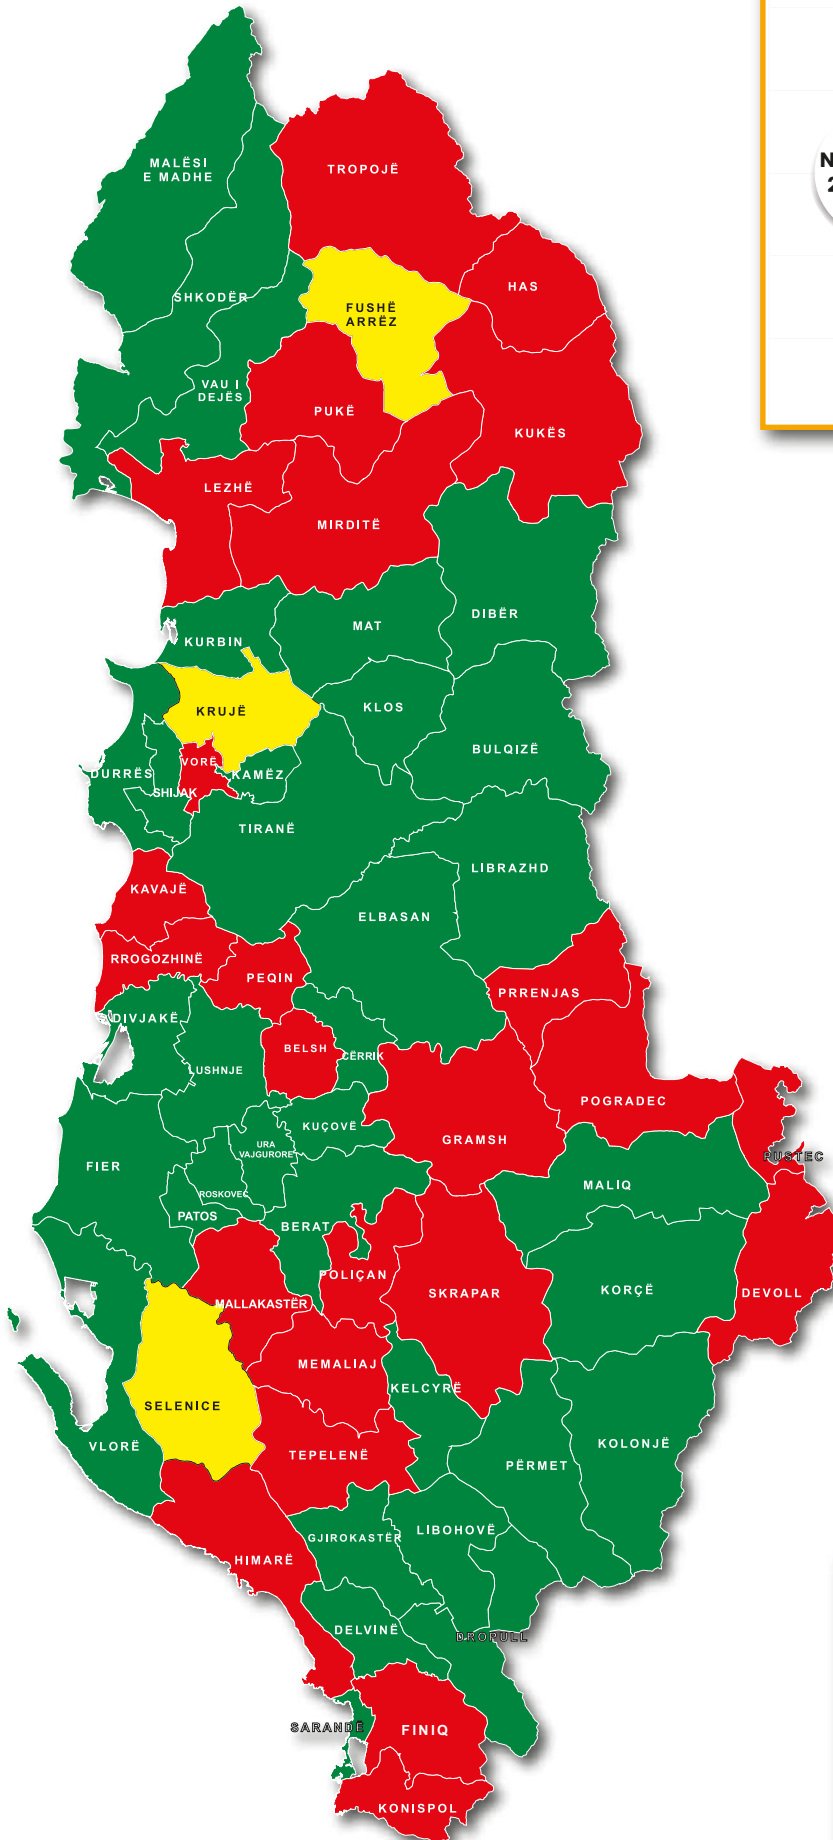 MALËSI
E MADHE
TROPOJË
HAS
SHKODËR
FUSHË
ARRËZ
VAU I
DEJËS
PUKË
KUKËS
LEZHË
MIRDITË
DIBËR
MAT
KURBIN
KLOS
KRUJË
BULQIZË
VORË
DURRËS
KAMËZ
SHIJAK
TIRANË
LIBRAZHD
KAVAJË
ELBASAN
RROGOZHINË
PEQIN
PRRENJAS
DIVJAKË
BELSH
CËRRIK
LUSHNJE
POGRADEC
KUÇOVË
GRAMSH
URA
VAJGURORE
PUSTEC
FIER
MALIQ
ROSKOVEC
PATOS
BERAT
POLIÇAN
KORÇË
SKRAPAR
DEVOLL
MALLAKASTËR
MEMALIAJ
KELCYRË
SELENICE
VLORË
KOLONJË
TEPELENË
PËRMET
LIBOHOVË
GJIROKASTËR
HIMARË
DELVINË
DROPULL
SARANDË
FINIQ
KONISPOL